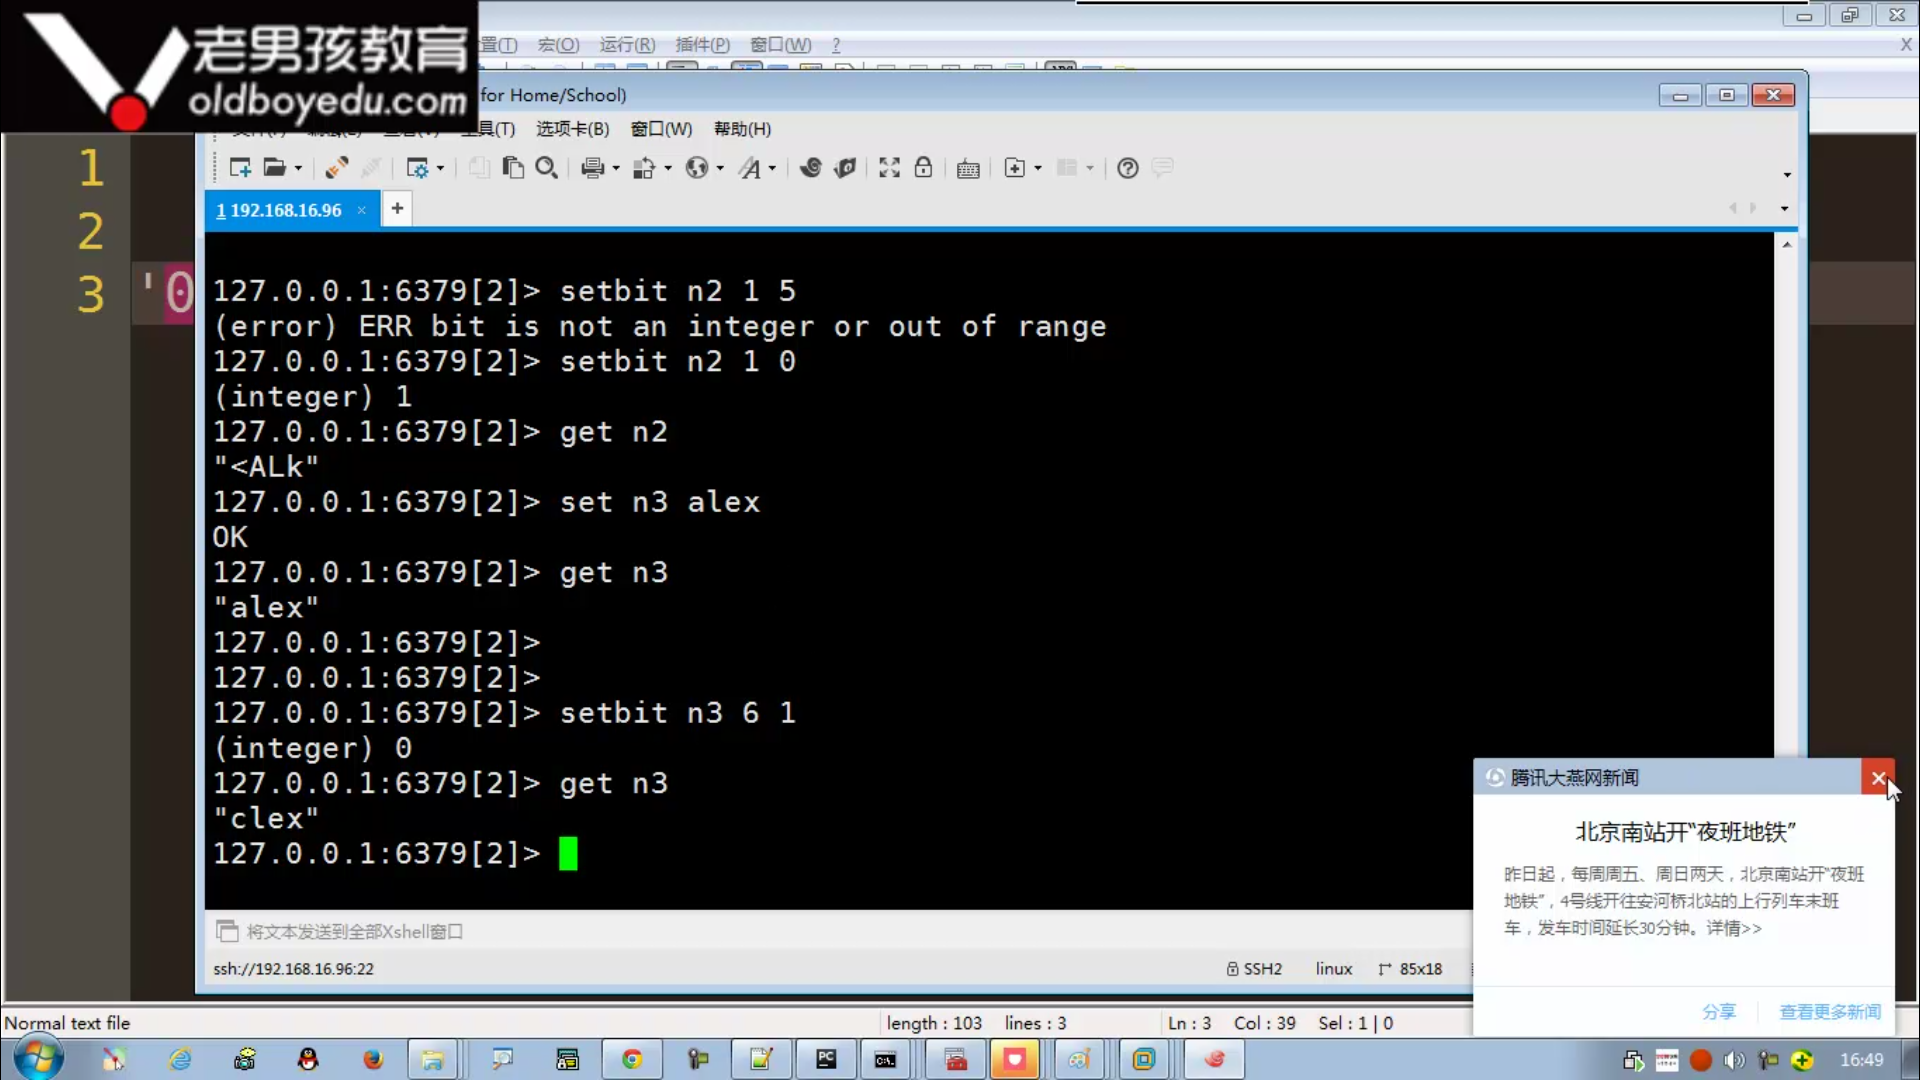 老男孩教育
oldboyedu.com
置(T) 宏(O) 运行(R) 插件(P) 窗口(W) ?
X
for Home/School)
工具(T) 选项卡(B) 窗口(W) 帮助(H)
1 192.168.16.96 × +
1
2
3 '0
127.0.0.1:6379[2]> setbit n2 1 5
(error) ERR bit is not an integer or out of range
127.0.0.1:6379[2]> setbit n2 1 0
(integer) 1
127.0.0.1:6379[2]> get n2
"<ALk"
127.0.0.1:6379[2]> set n3 alex
OK
127.0.0.1:6379[2]> get n3
"alex"
127.0.0.1:6379[2]>
127.0.0.1:6379[2]>
127.0.0.1:6379[2]> setbit n3 6 1
(integer) 0
127.0.0.1:6379[2]> get n3
"clex"
127.0.0.1:6379[2]>
将文本发送到全部Xshell窗口
ssh://192.168.16.96:22 SSH2 linux 85x18
腾讯大燕网新闻
北京南站开“夜班地铁”
昨日起，每周周五、周日两天，北京南站开“夜班
地铁”，4号线开往安河桥北站的上行列车末班
车，发车时间延长30分钟。详情>>
分享 查看更多新闻
Normal text file length : 103 lines : 3 Ln : 3 Col : 39 Sel : 1 | 0
PC
C:\.
16:49